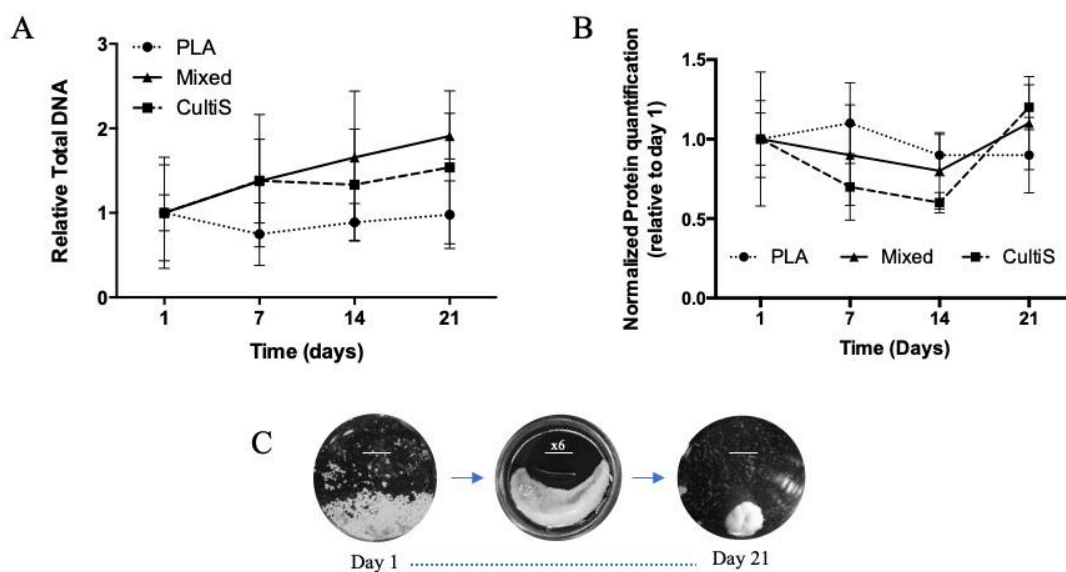 A
Relative Total DNA
3
2
1
0
PLA
Mixed
CultiS
1 7 14 21
Time (days)
B
Normalized Protein quantification
(relative to day 1)
1.5
1.0
0.5
0.0
PLA Mixed CultiS
1 7 14 21
Time (Days)
C
x6
Day 1 Day 21